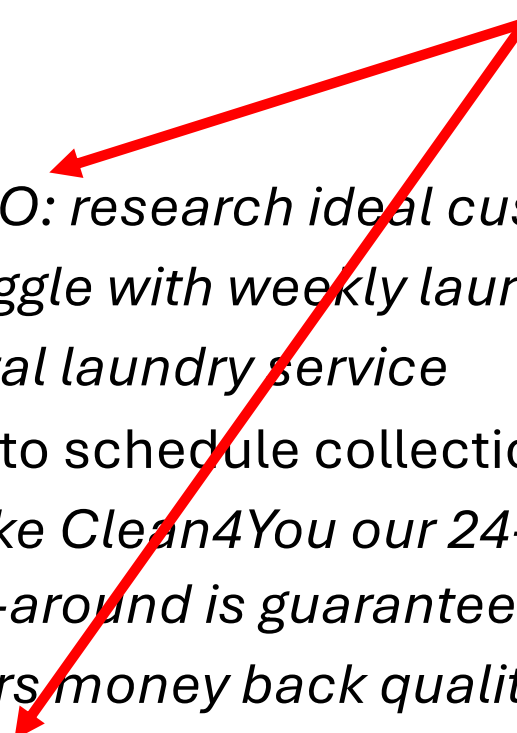 O: research ideal cus
ggle with weekly laun
al laundry service
to schedule collectio
ke Clean4You our 24-
-around is guarantee
rs money back qualit